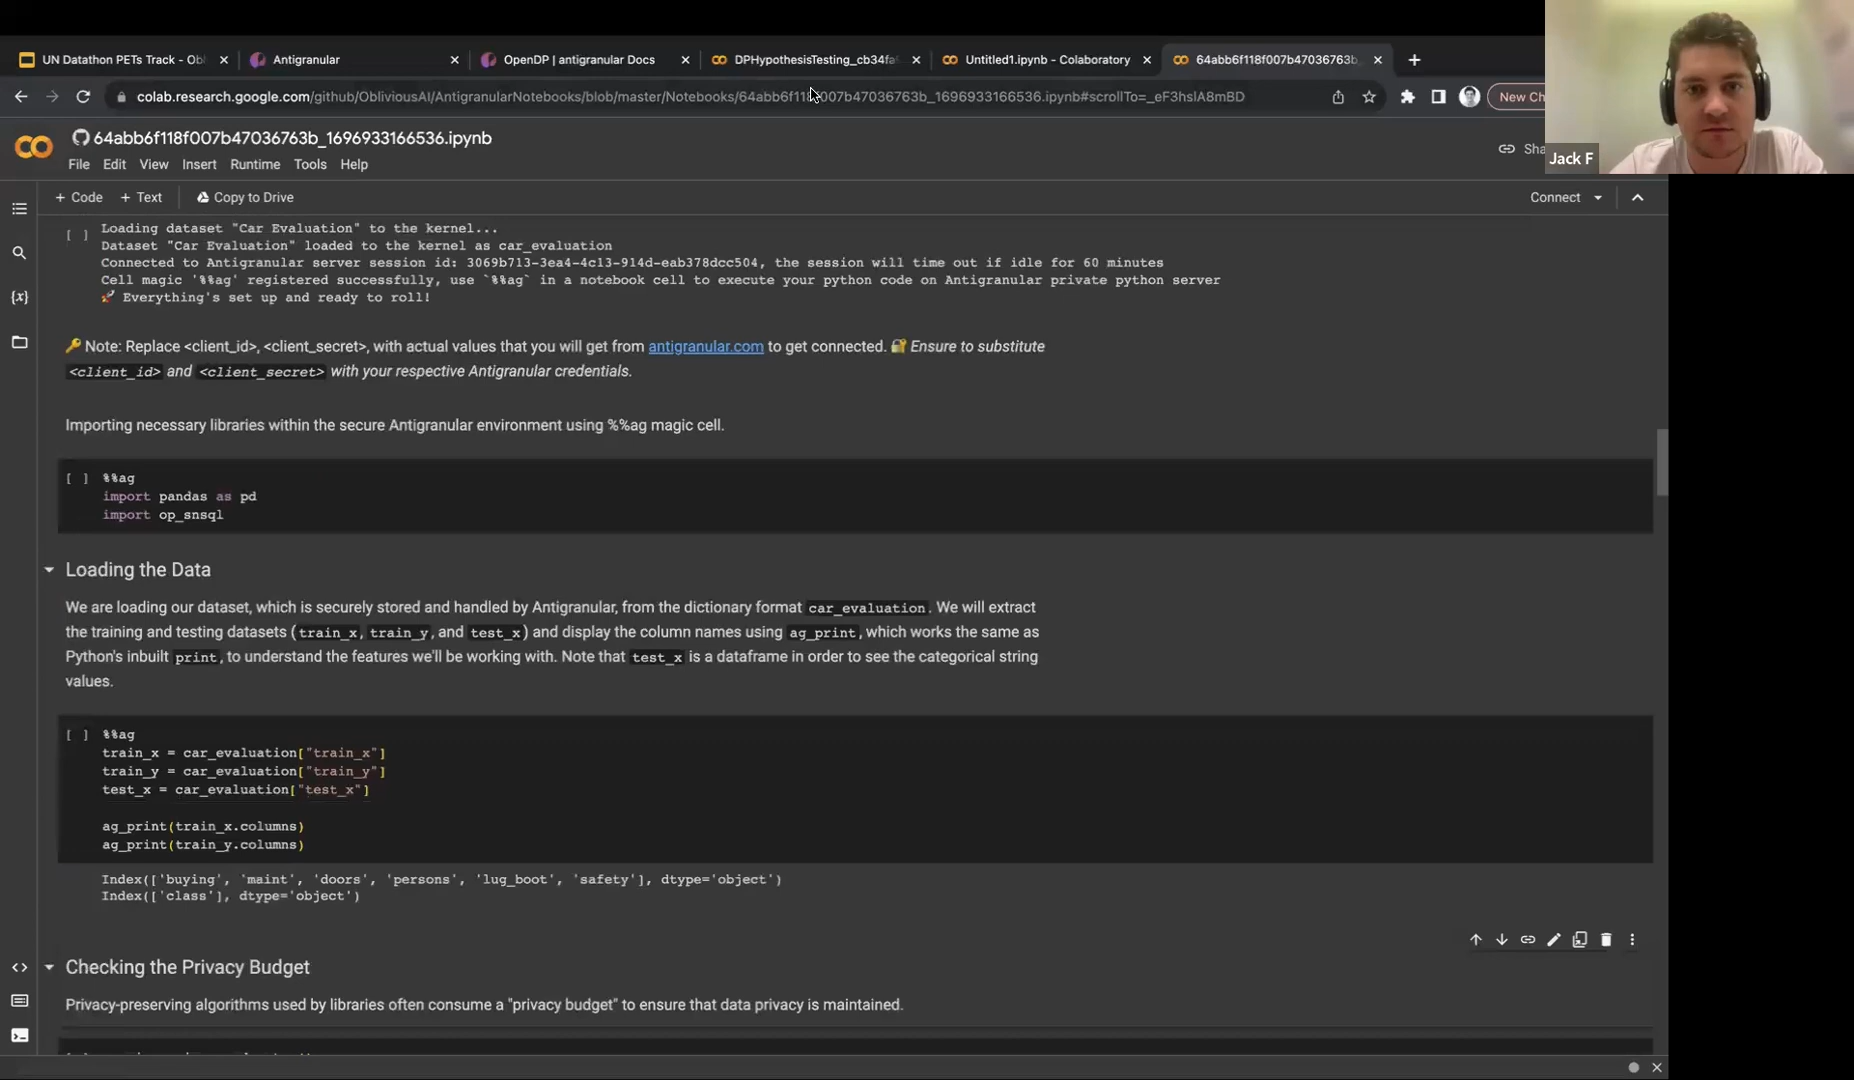 UN Datathon PETs Track - Obl
Antigranular
OpenDP | antigranular Docs
DPHypothesisTesting_cb34fa
Untitled1.ipynb - Colaboratory
64abb6f118f007b47036763b_
colab.research.google.com/github/ObliviousAI/AntigranularNotebooks/blob/master/Notebooks/64abb6f118f007b47036763b_1696933166536.ipynb#scrollTo=_eF3hslA8mBD
New Ch
Jack F
64abb6f118f007b47036763b_1696933166536.ipynb
File Edit View Insert Runtime Tools Help
Sha
+ Code + Text Copy to Drive
Connect
[ ] Loading dataset "Car Evaluation" to the kernel...
Dataset "Car Evaluation" loaded to the kernel as car_evaluation
Connected to Antigranular server session id: 3069b713-3ea4-4c13-914d-eab378dcc504, the session will time out if idle for 60 minutes
Cell magic '%%ag' registered successfully, use `%%ag` in a notebook cell to execute your python code on Antigranular private python server
🚀 Everything's set up and ready to roll!
🔑 Note: Replace <client_id>, <client_secret>, with actual values that you will get from antigranular.com to get connected. 🔐 Ensure to substitute
<client_id> and <client_secret> with your respective Antigranular credentials.
Importing necessary libraries within the secure Antigranular environment using %%ag magic cell.
[ ] %%ag
import pandas as pd
import op_snsql
Loading the Data
We are loading our dataset, which is securely stored and handled by Antigranular, from the dictionary format car_evaluation. We will extract
the training and testing datasets (train_x, train_y, and test_x) and display the column names using ag_print, which works the same as
Python's inbuilt print, to understand the features we'll be working with. Note that test_x is a dataframe in order to see the categorical string
values.
[ ] %%ag
train_x = car_evaluation["train_x"]
train_y = car_evaluation["train_y"]
test_x = car_evaluation["test_x"]
ag_print(train_x.columns)
ag_print(train_y.columns)
Index(['buying', 'maint', 'doors', 'persons', 'lug_boot', 'safety'], dtype='object')
Index(['class'], dtype='object')
Checking the Privacy Budget
Privacy-preserving algorithms used by libraries often consume a "privacy budget" to ensure that data privacy is maintained.